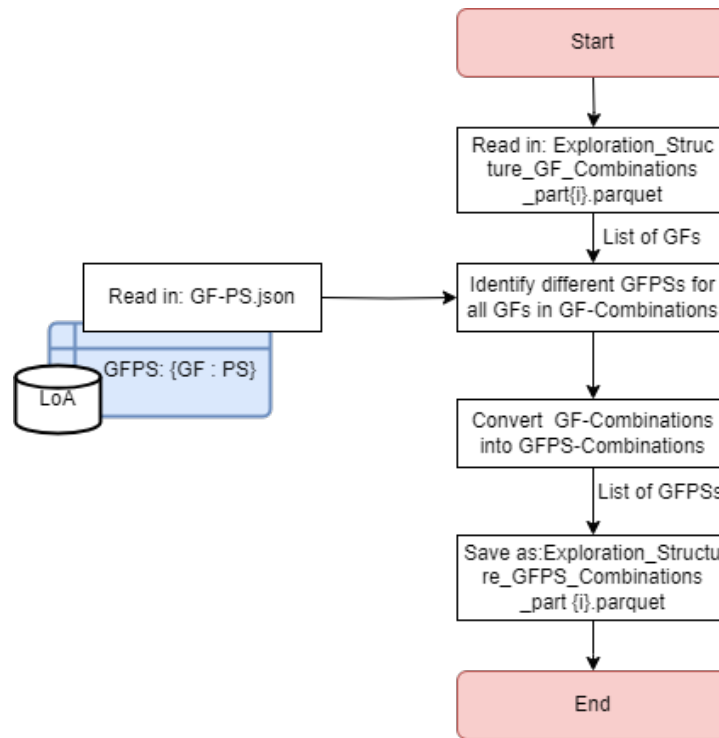 Start
Read in: Exploration_Struc
ture_GF_Combinations
_part{i}.parquet
List of GFs
Read in: GF-PS.json
Identify different GFPSs for
all GFs in GF-Combinations
GFPS: {GF : PS}
LoA
Convert GF-Combinations
into GFPS-Combinations
List of GFPSs
Save as:Exploration_Structu
re_GFPS_Combinations
_part {i}.parquet
End